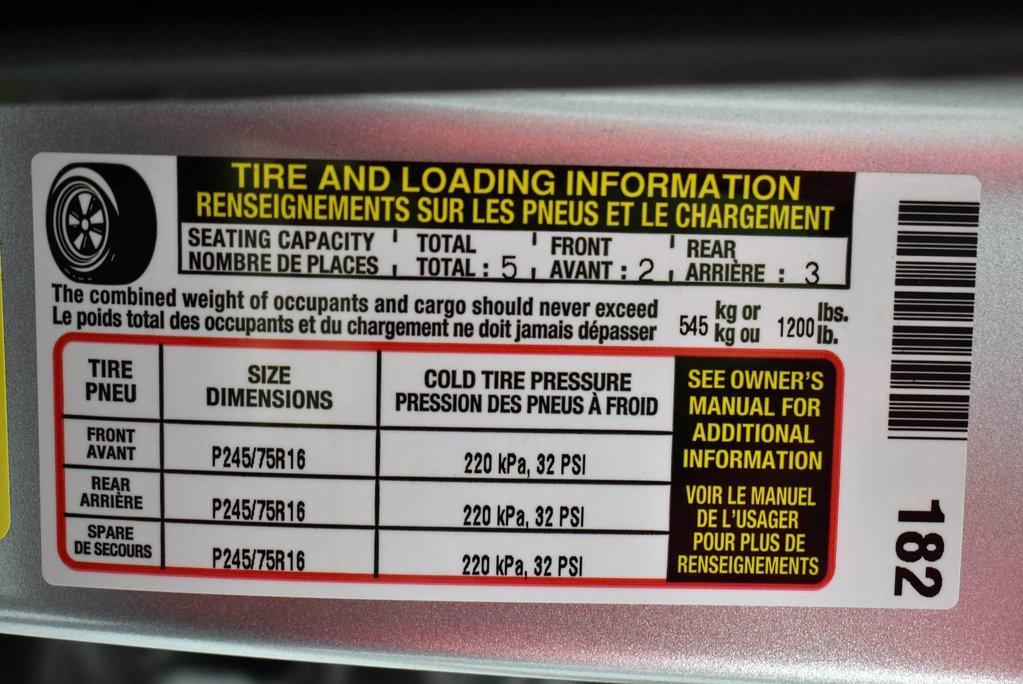 TIRE AND LOADING INFORMATION
RENSEIGNEMENTS SUR LES PNEUS ET LE CHARGEMENT
SEATING CAPACITY TOTAL FRONT REAR
NOMBRE DE PLACES TOTAL : 5 AVANT : 2 ARRIÈRE : 3
The combined weight of occupants and cargo should never exceed kg or lbs.
Le poids total des occupants et du chargement ne doit jamais dépasser 545 kg ou 1200 lb.
TIRE
PNEU
SIZE
DIMENSIONS
COLD TIRE PRESSURE
PRESSION DES PNEUS À FROID
FRONT
AVANT
P245/75R16
220 kPa, 32 PSI
REAR
ARRIÈRE
P245/75R16
220 kPa, 32 PSI
SPARE
DE SECOURS
P245/75R16
220 kPa, 32 PSI
SEE OWNER'S
MANUAL FOR
ADDITIONAL
INFORMATION
VOIR LE MANUEL
DE L'USAGER
POUR PLUS DE
RENSEIGNEMENTS
182